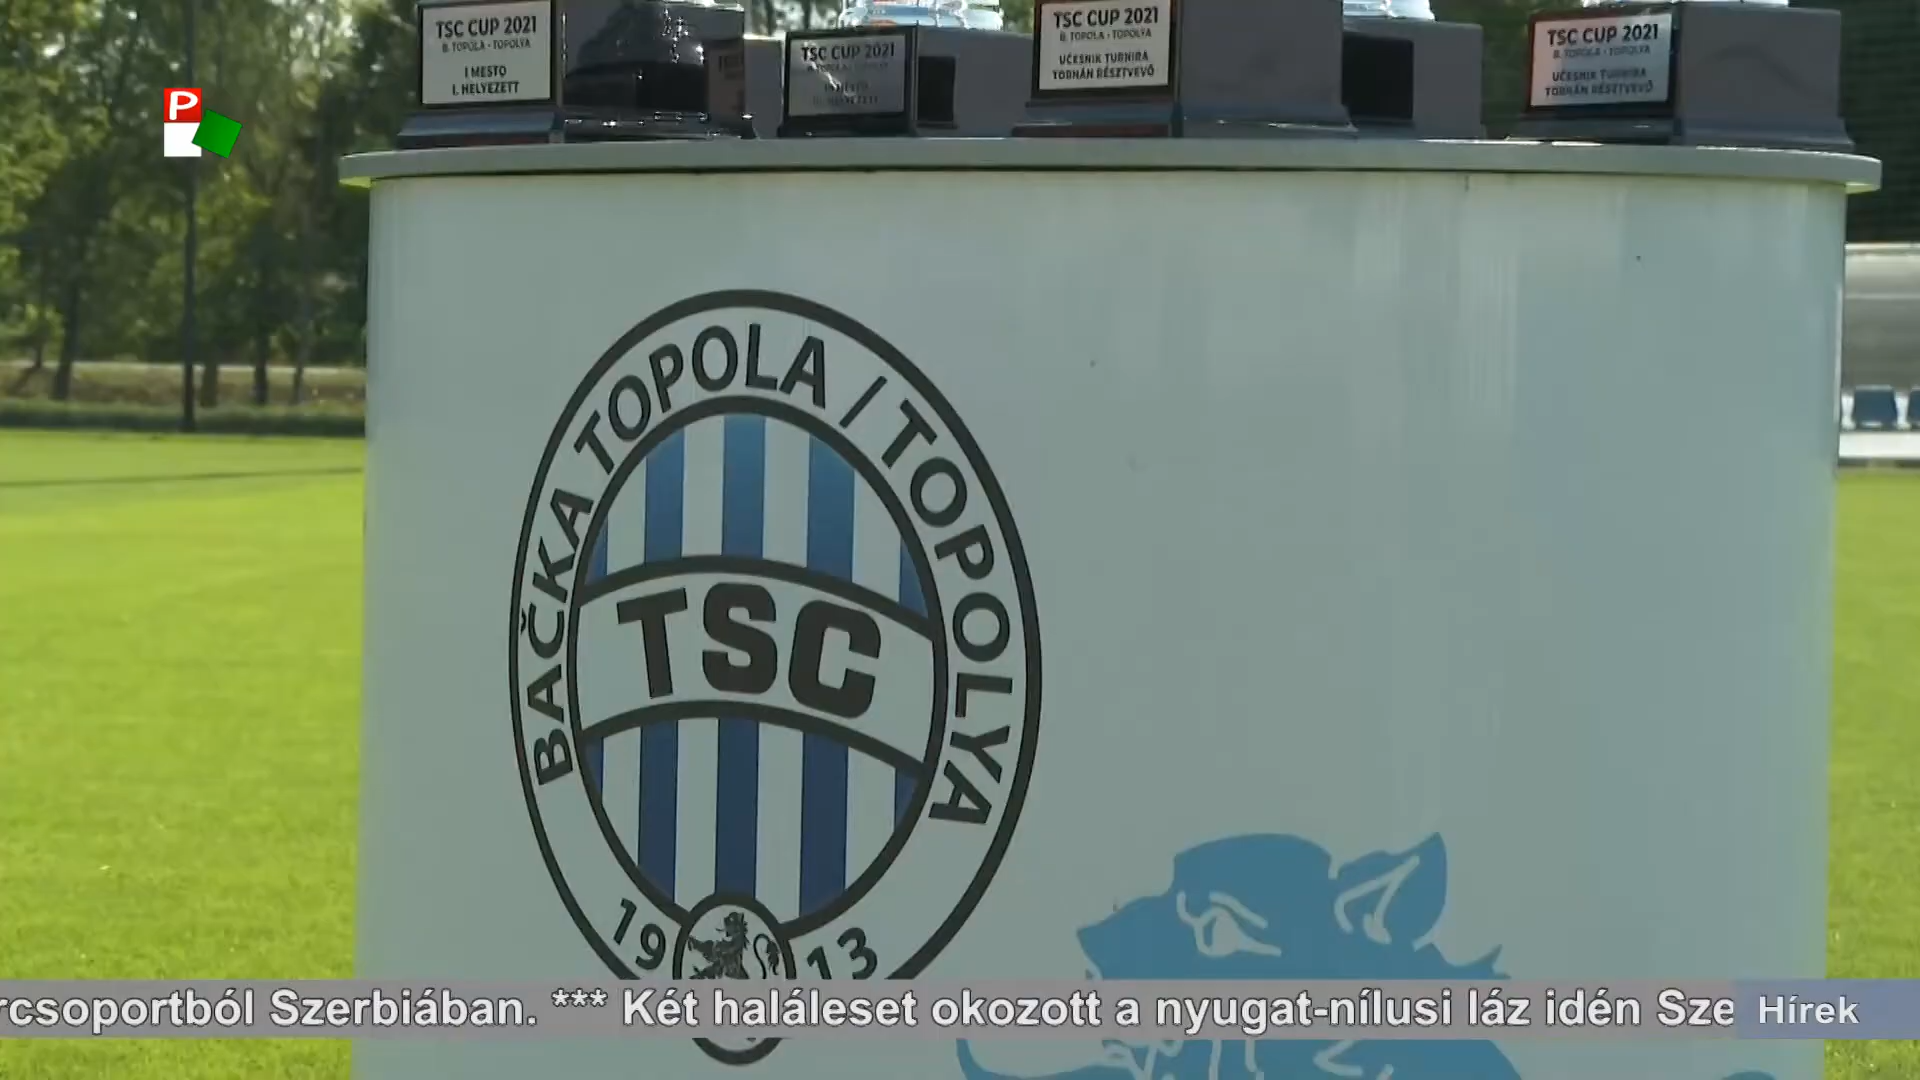 TSC CUP 2021
B. TOPOLA - TOPOLYA
I MESTO
I. HELYEZETT
TSC CUP 2021
TSC CUP 2021
B. TOPOLA - TOPOLYA
UČESNIK TURNIRA
TORNÁN RÉSZTVEVŐ
TSC CUP 2021
B. TOPOLA - TOPOLYA
UČESNIK TURNIRA
TORNÁN RÉSZTVEVŐ
P
BAČKA TOPOLA / TOPOLYA
TSC
1913
rcsoportból Szerbiában. *** Két haláleset okozott a nyugat-nílusi láz idén Sze
Hírek